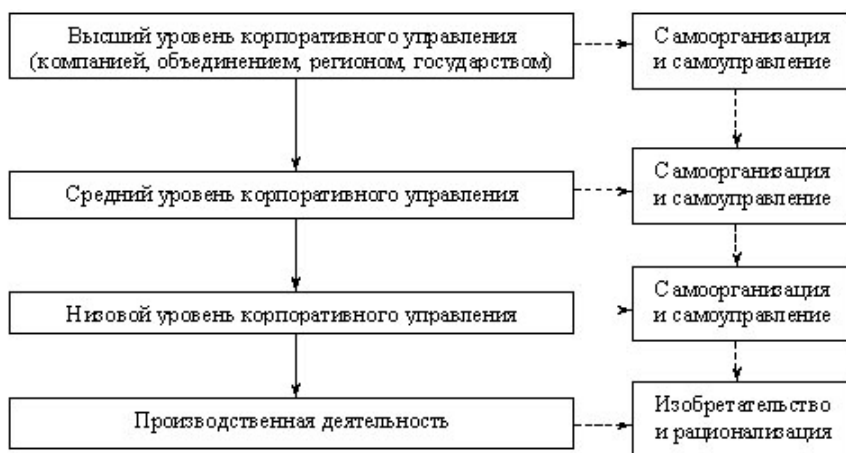 Высший уровень корпоративного управления
(компанией, объединением, регионом, государством)
Самоорганизация
и самоуправление
Средний уровень корпоративного управления
Самоорганизация
и самоуправление
Низовой уровень корпоративного управления
Самоорганизация
и самоуправление
Производственная деятельность
Изобретательство
и рационализация